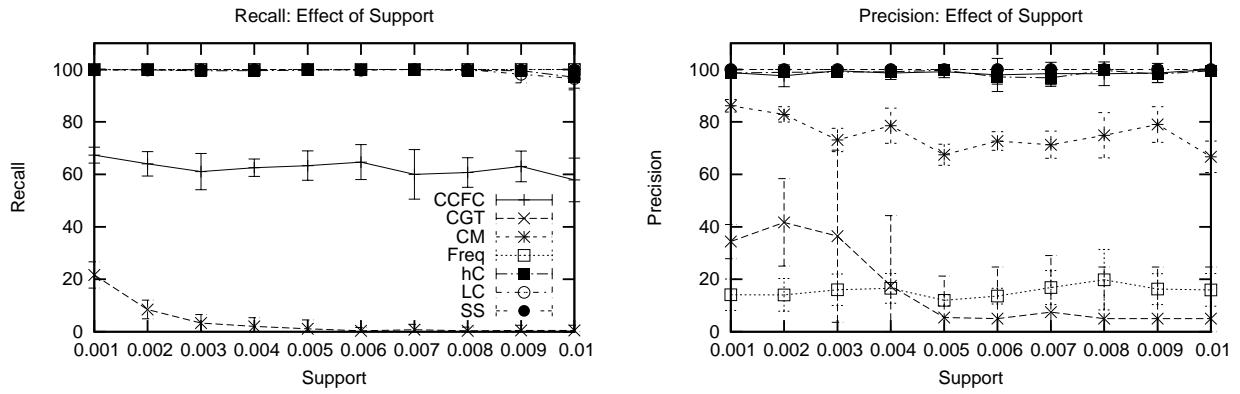 Recall: Effect of Support
100
80
60
40
20
0
Recall
CCFC
CGT
CM
Freq
hC
LC
SS
0.001 0.002 0.003 0.004 0.005 0.006 0.007 0.008 0.009 0.01
Support
Precision: Effect of Support
100
80
60
40
20
0
Precision
0.001 0.002 0.003 0.004 0.005 0.006 0.007 0.008 0.009 0.01
Support